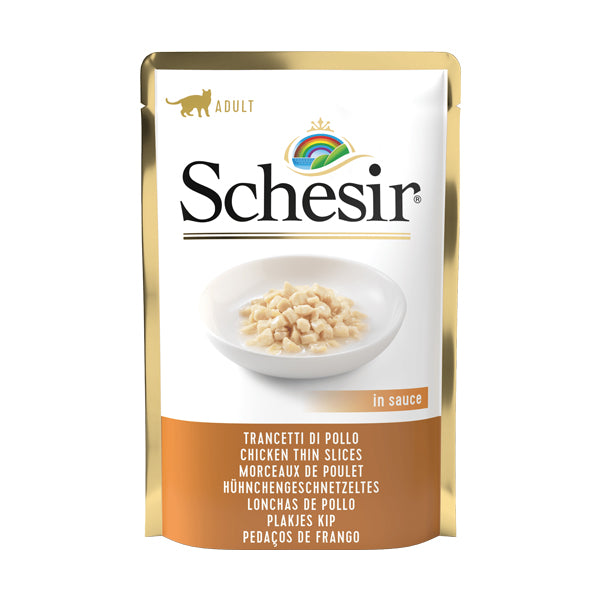 ADULT
Schesir®
in sauce
TRANCETTI DI POLLO
CHICKEN THIN SLICES
MORCEAUX DE POULET
HÜHNCHENGESCHNETZELTES
LONCHAS DE POLLO
PLAKJES KIP
PEDAÇOS DE FRANGO